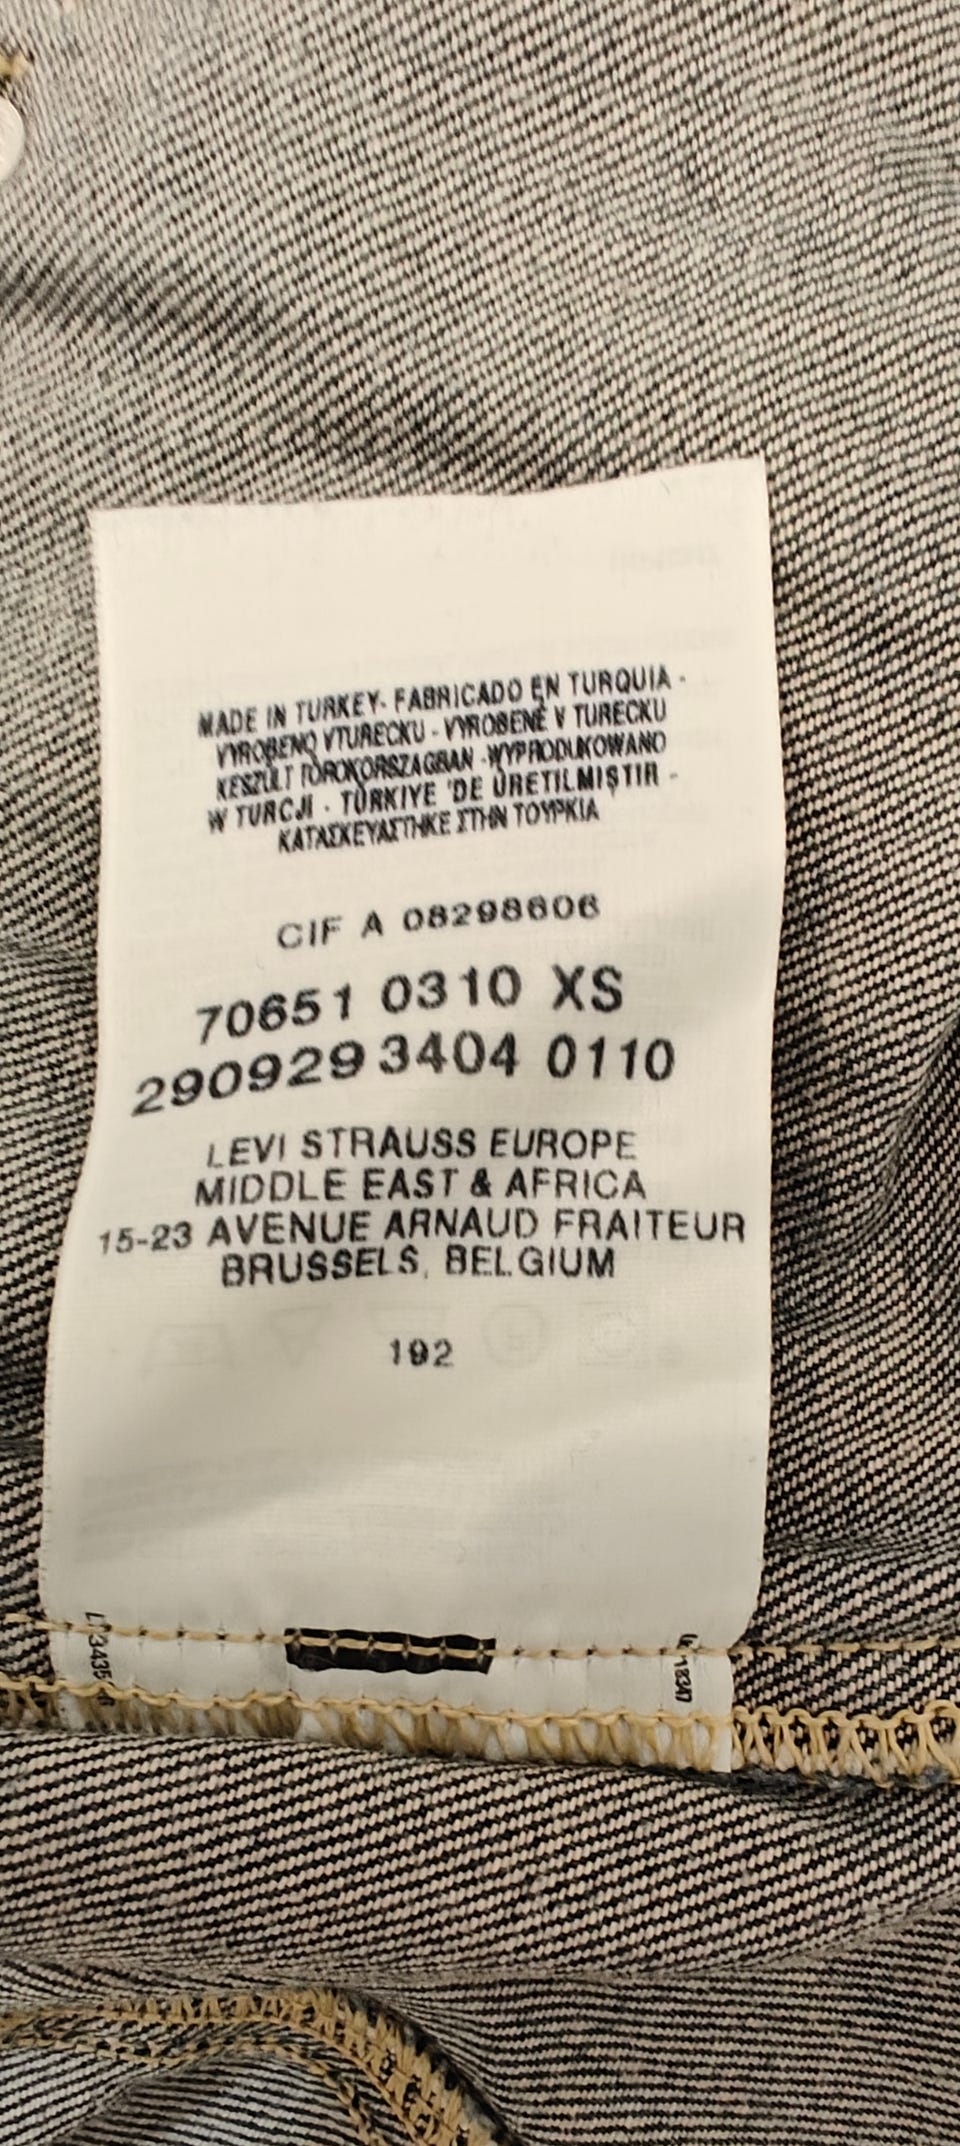 MADE IN TURKEY- FABRICADO EN TURQUIA -
VYROBENO VTURECKU - VYROBENÉ V TURECKU
KESZÜLT TÖRÖKORSZAGBAN -WYPRODUKOWANO
W TURCJI - TÜRKIYE 'DE ÜRETILMIŞTIR -
ΚΑΤΑΣΚΕΥΑΣΤΗΚΕ ΣΤΗΝ ΤΟΥΡΚΙΑ
CIF A 08298606
70651 0310 XS
290929 3404 0110
LEVI STRAUSS EUROPE
MIDDLE EAST & AFRICA
15-23 AVENUE ARNAUD FRAITEUR
BRUSSELS, BELGIUM
192